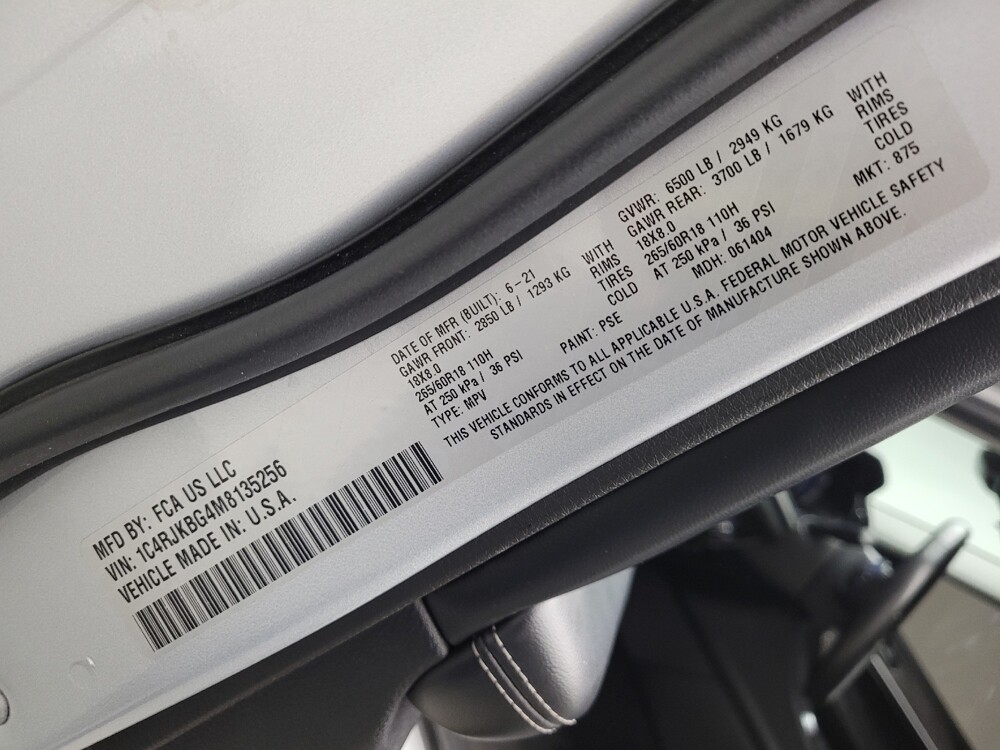 MFD BY: FCA US LLC
VIN: 1C4RJKBG4M8135256
VEHICLE MADE IN: U.S.A.
DATE OF MFR (BUILT): 6-21
GAWR FRONT: 2850 LB / 1293 KG WITH
18X8.0 RIMS
265/60R18 110H TIRES
AT 250 kPa / 36 PSI COLD
TYPE: MPV PAINT: PSE
GVWR: 6500 LB / 2949 KG
GAWR REAR: 3700 LB / 1679 KG WITH
18X8.0 RIMS
265/60R18 110H TIRES
AT 250 kPa / 36 PSI COLD
MDH: 061404 MKT: 875
THIS VEHICLE CONFORMS TO ALL APPLICABLE U.S.A. FEDERAL MOTOR VEHICLE SAFETY
STANDARDS IN EFFECT ON THE DATE OF MANUFACTURE SHOWN ABOVE.